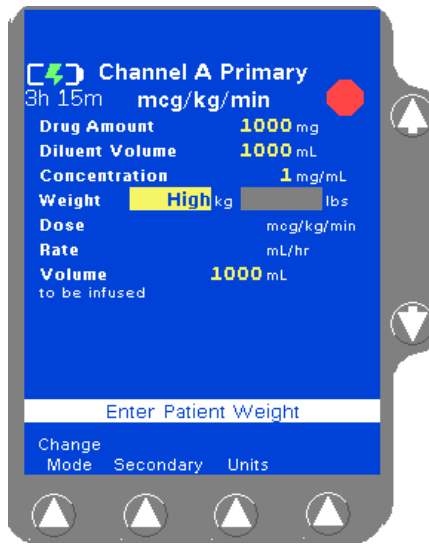 Channel A Primary
3h 15m mcg/kg/min
Drug Amount 1000 mg
Diluent Volume 1000 mL
Concentration 1 mg/mL
Weight High kg lbs
Dose mcg/kg/min
Rate mL/hr
Volume 1000 mL
to be infused
Enter Patient Weight
Change
Mode Secondary Units